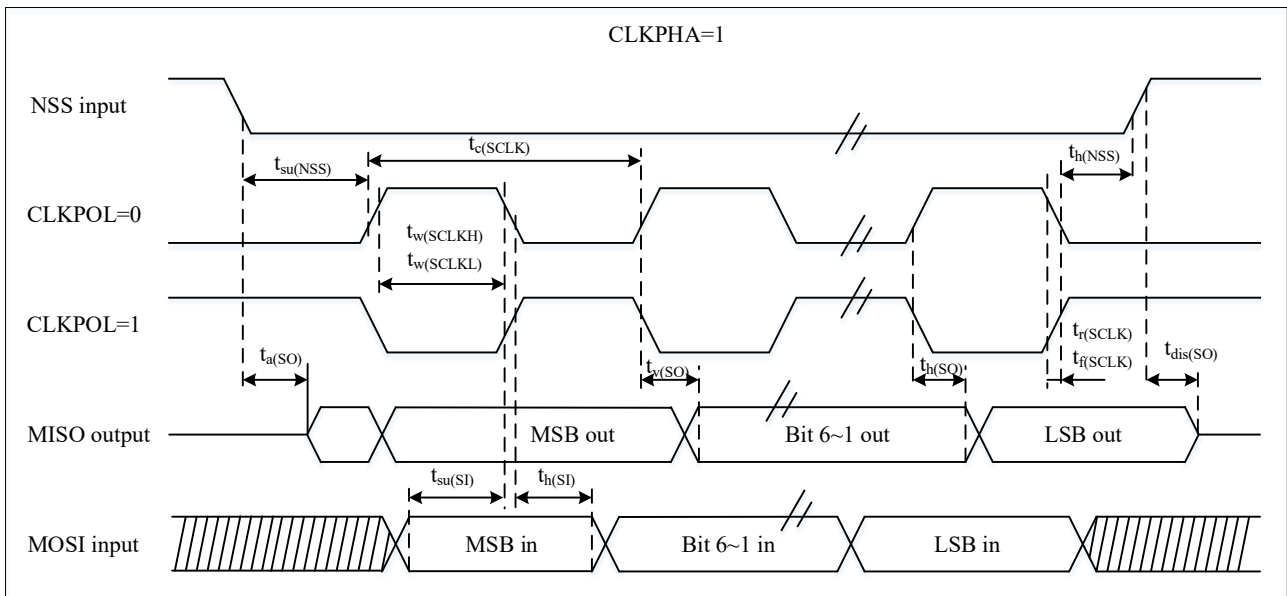 CLKPHA=1
NSS input
tc(SCLK)
tsu(NSS)
th(NSS)
CLKPOL=0
tw(SCLKH)
tw(SCLKL)
CLKPOL=1
ta(SO)
tv(SO)
th(SO)
tr(SCLK)
tf(SCLK)
tdis(SO)
MISO output
MSB out
Bit 6~1 out
LSB out
tsu(SI)
th(SI)
MOSI input
MSB in
Bit 6~1 in
LSB in